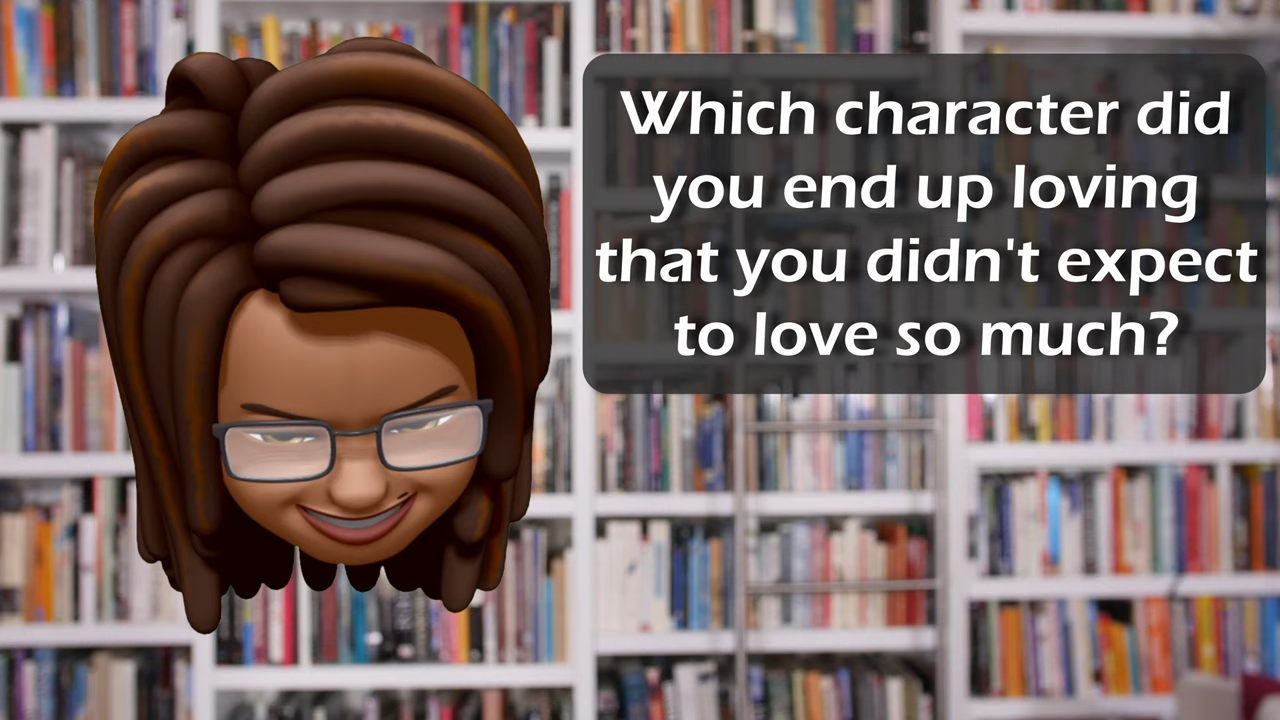 Which character did
you end up loving
that you didn't expect
to love so much?